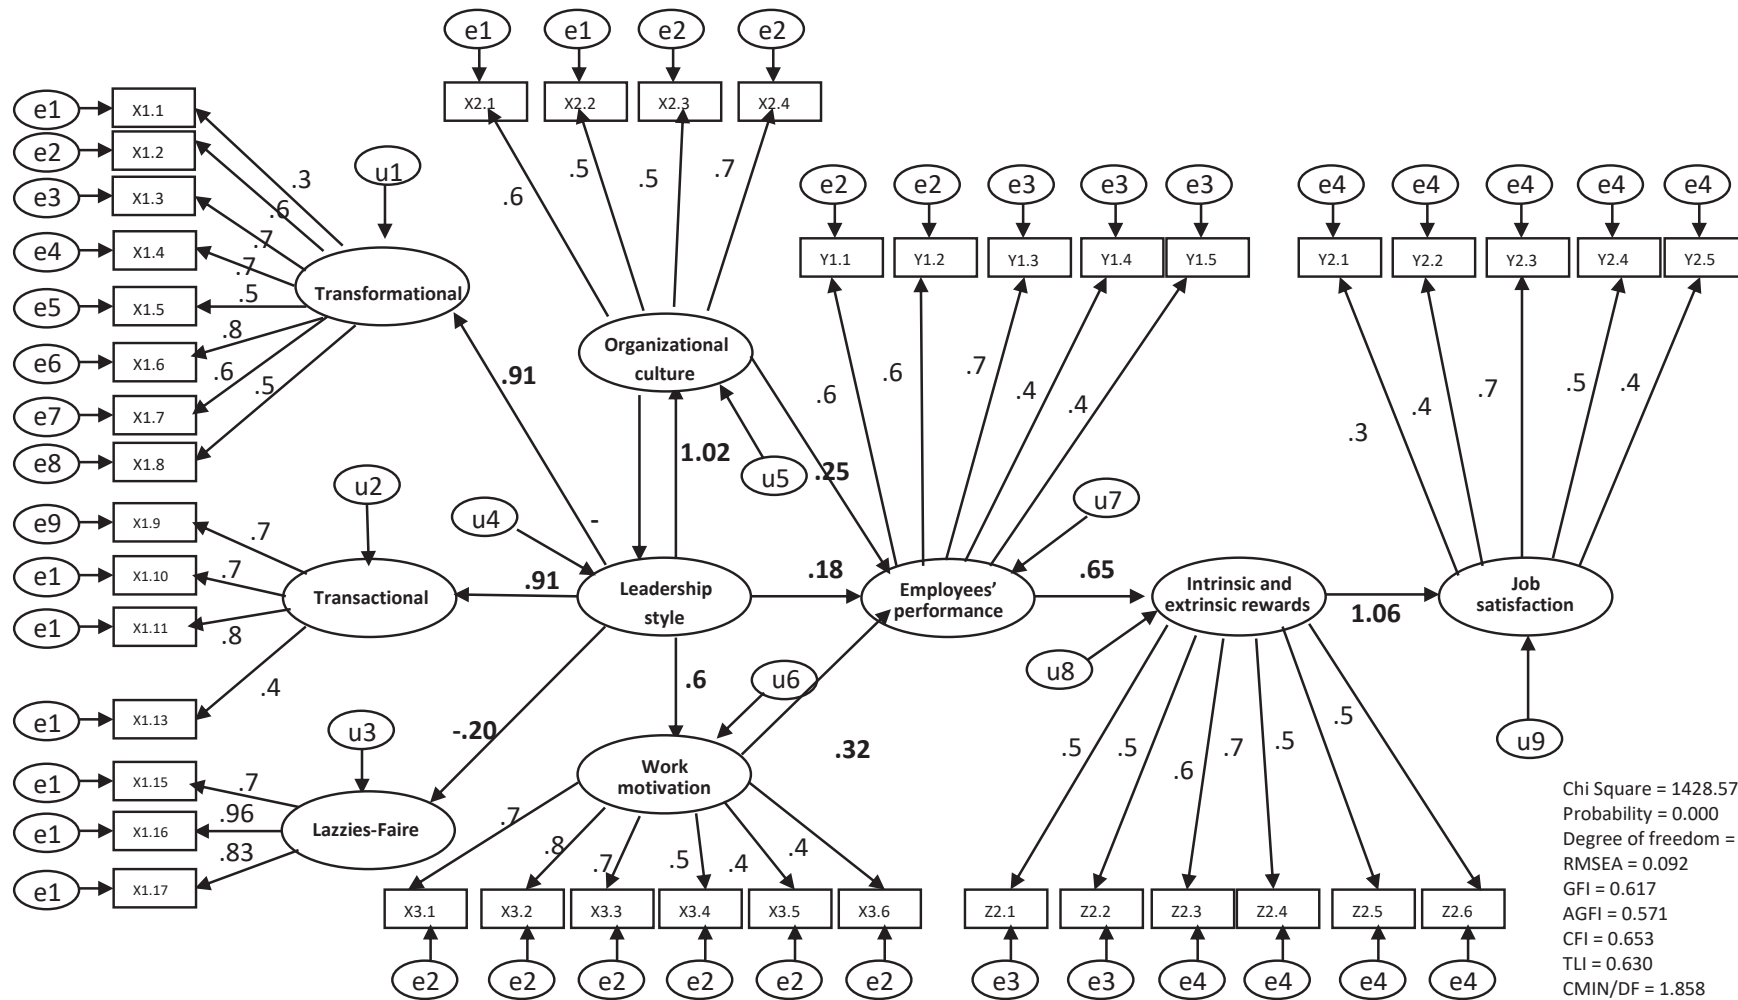 e1
e1
e2
e2
X2.1
X2.2
X2.3
X2.4
.6
.5
.5
.7
e1
X1.1
e2
X1.2
e3
X1.3
e4
X1.4
e5
X1.5
e6
X1.6
e7
X1.7
e8
X1.8
.3
.6
.7
.7
.5
.8
.6
.5
u1
Transformational
Organizational
culture
.91
1.02
u5
.25
e2
e2
e3
e3
e3
Y1.1
Y1.2
Y1.3
Y1.4
Y1.5
.6
.6
.7
.4
.4
e4
e4
e4
e4
e4
Y2.1
Y2.2
Y2.3
Y2.4
Y2.5
.3
.4
.7
.5
.4
e9
X1.9
e1
X1.10
e1
X1.11
e1
X1.13
.7
.7
.8
.4
u2
Transactional
.91
u4
-
Leadership
style
.18
Employees’
performance
u7
.65
Intrinsic and
extrinsic rewards
1.06
Job
satisfaction
u8
u9
.6
u6
-.20
.32
e1
X1.15
e1
X1.16
e1
X1.17
.7
.96
.83
u3
Lazzies-Faire
Work
motivation
.7
.8
.7
.5
.4
.4
X3.1
X3.2
X3.3
X3.4
X3.5
X3.6
e2
e2
e2
e2
e2
e2
.5
.5
.6
.7
.5
.5
Z2.1
Z2.2
Z2.3
Z2.4
Z2.5
Z2.6
e3
e3
e4
e4
e4
e4
Chi Square = 1428.57
Probability = 0.000
Degree of freedom =
RMSEA = 0.092
GFI = 0.617
AGFI = 0.571
CFI = 0.653
TLI = 0.630
CMIN/DF = 1.858